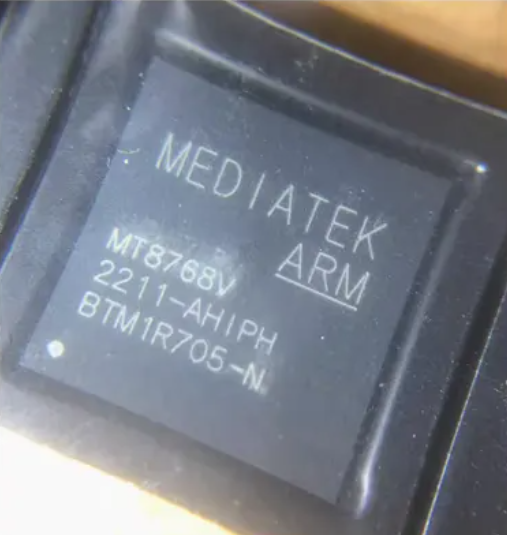 MEDIATEK
ARM
MT8768V
2211-AHIPH
BTM1R705-N